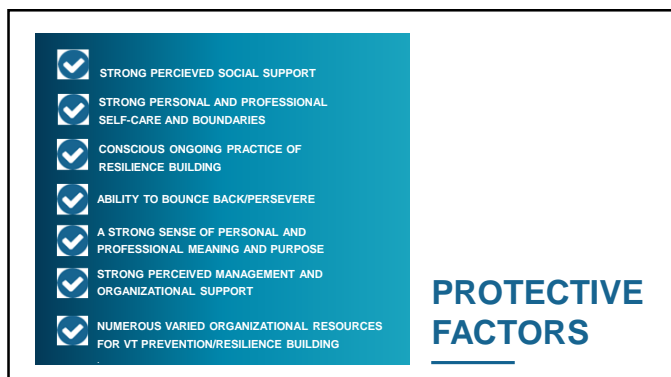 STRONG PERCIEVED SOCIAL SUPPORT
STRONG PERSONAL AND PROFESSIONAL
SELF-CARE AND BOUNDARIES
CONSCIOUS ONGOING PRACTICE OF
RESILIENCE BUILDING
ABILITY TO BOUNCE BACK/PERSEVERE
A STRONG SENSE OF PERSONAL AND
PROFESSIONAL MEANING AND PURPOSE
STRONG PERCEIVED MANAGEMENT AND
ORGANIZATIONAL SUPPORT
NUMEROUS VARIED ORGANIZATIONAL RESOURCES
FOR VT PREVENTION/RESILIENCE BUILDING
.
PROTECTIVE
FACTORS